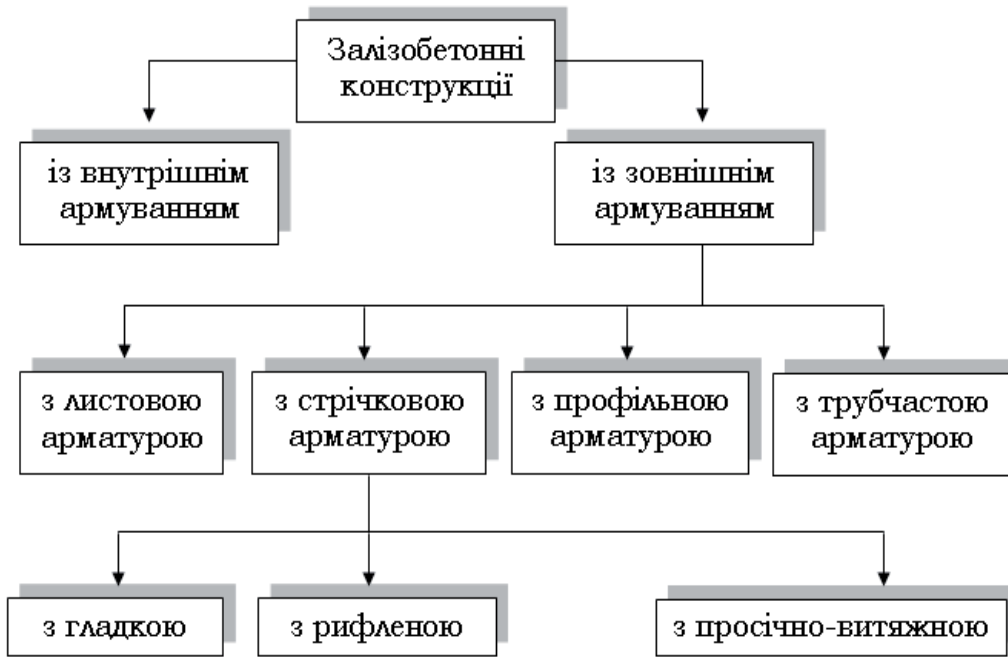 Залізобетонні
конструкції
із внутрішнім
армуванням
із зовнішнім
армуванням
з листовою
арматурою
з стрічковою
арматурою
з профільною
арматурою
з трубчастою
арматурою
з гладкою
з рифленою
з просічно-витяжною